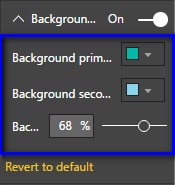 Backgroun... On
Background prim...
Background seco...
Bac... 68 %
Revert to default